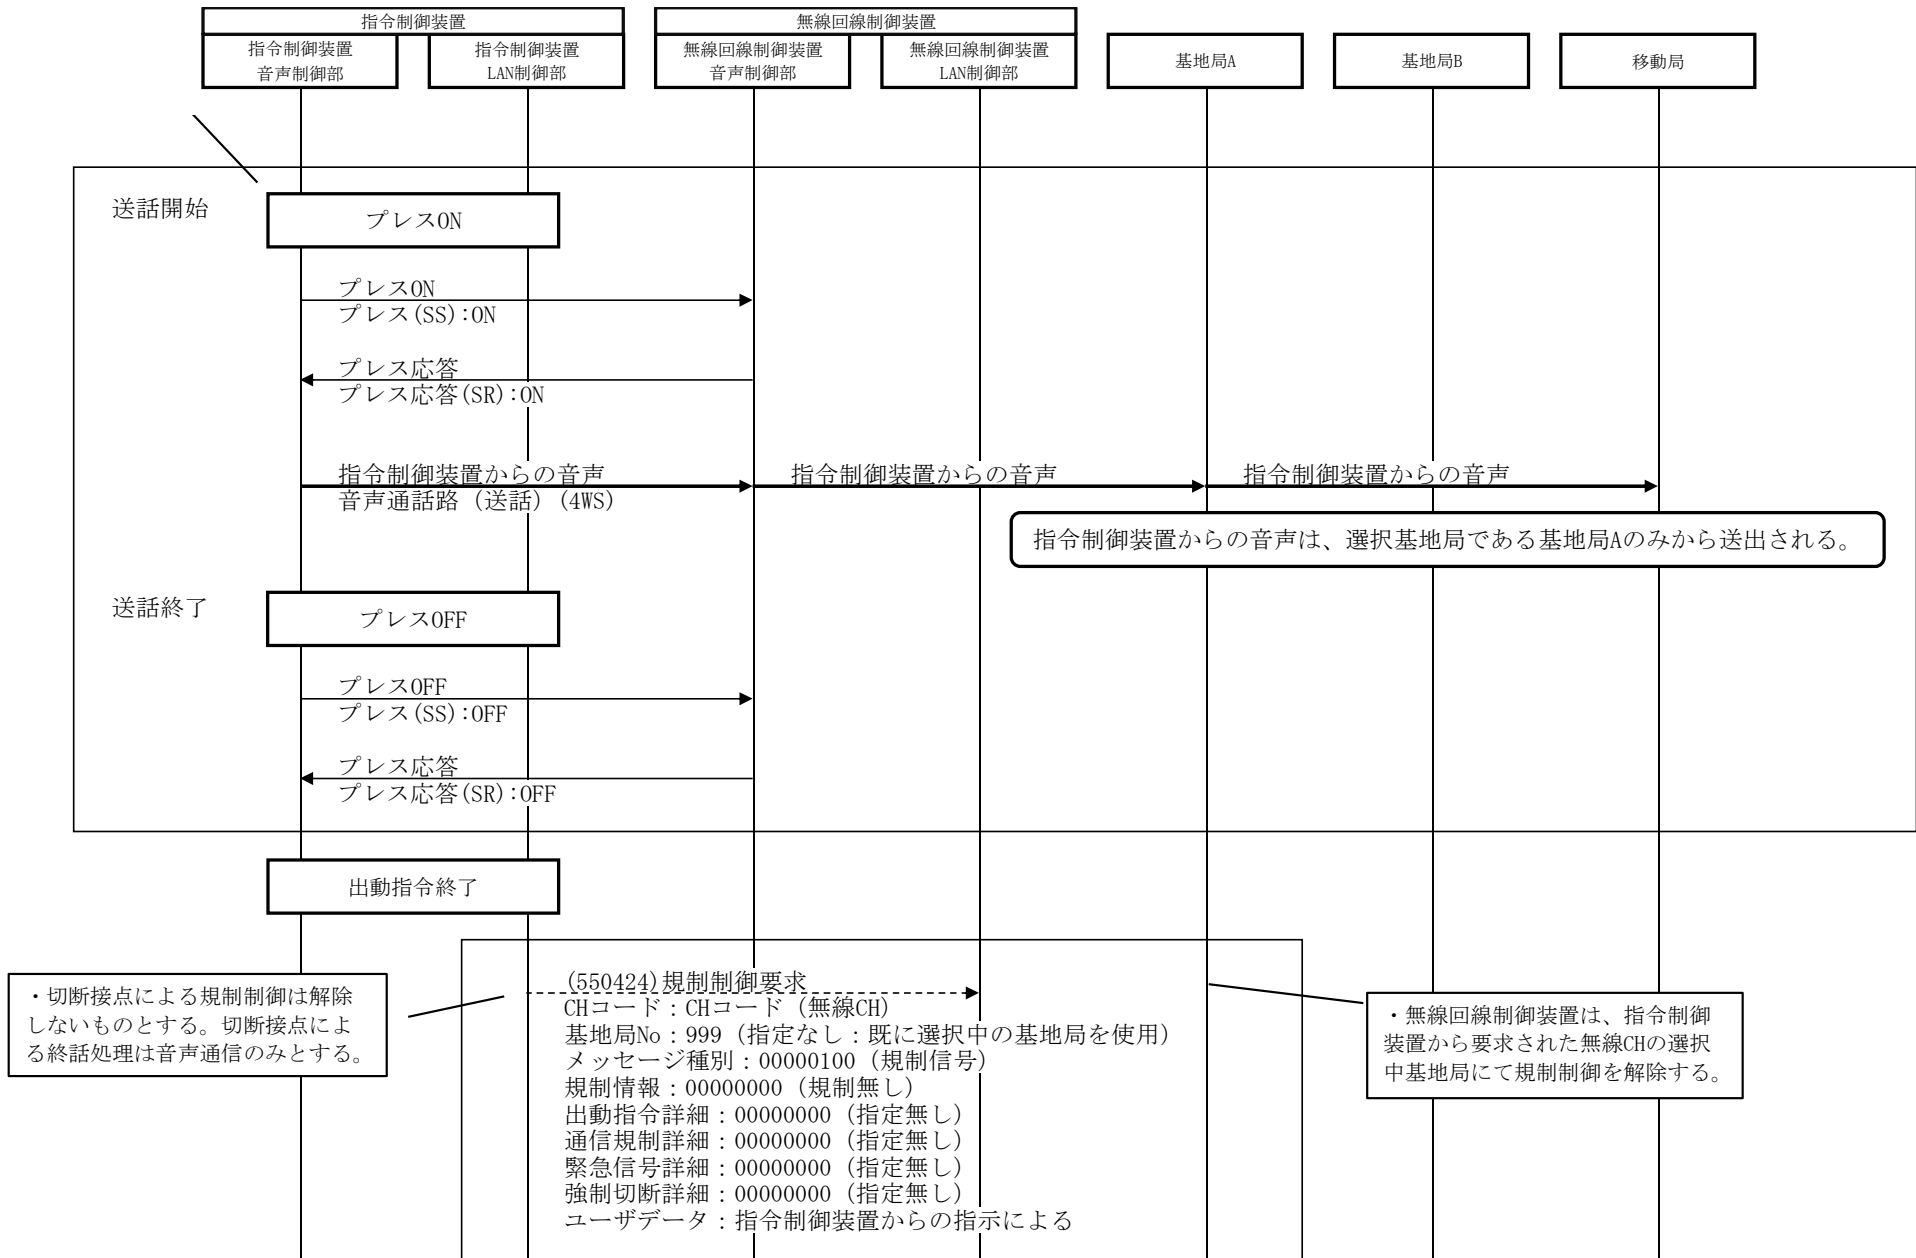 指令制御装置
無線回線制御装置
指令制御装置
音声制御部
指令制御装置
LAN制御部
無線回線制御装置
音声制御部
無線回線制御装置
LAN制御部
基地局A
基地局B
移動局
送話開始
プレスON
プレスON
プレス(SS):ON
プレス応答
プレス応答(SR):ON
指令制御装置からの音声
音声通話路（送話）(4WS)
指令制御装置からの音声
指令制御装置からの音声
指令制御装置からの音声は、選択基地局である基地局Aのみから送出される。
送話終了
プレスOFF
プレスOFF
プレス(SS):OFF
プレス応答
プレス応答(SR):OFF
出動指令終了
・切断接点による規制制御は解除
しないものとする。切断接点によ
る終話処理は音声通信のみとする。
(550424)規制制御要求
CHコード：CHコード（無線CH）
基地局No：999（指定なし：既に選択中の基地局を使用）
メッセージ種別：00000100（規制信号）
規制情報：00000000（規制無し）
出動指令詳細：00000000（指定無し）
通信規制詳細：00000000（指定無し）
緊急信号詳細：00000000（指定無し）
強制切断詳細：00000000（指定無し）
ユーザデータ：指令制御装置からの指示による
・無線回線制御装置は、指令制御
装置から要求された無線CHの選択
中基地局にて規制制御を解除する。